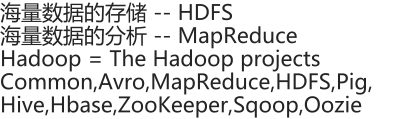 海量数据的存储 -- HDFS
海量数据的分析 -- MapReduce
Hadoop = The Hadoop projects
Common,Avro,MapReduce,HDFS,Pig,
Hive,Hbase,ZooKeeper,Sqoop,Oozie